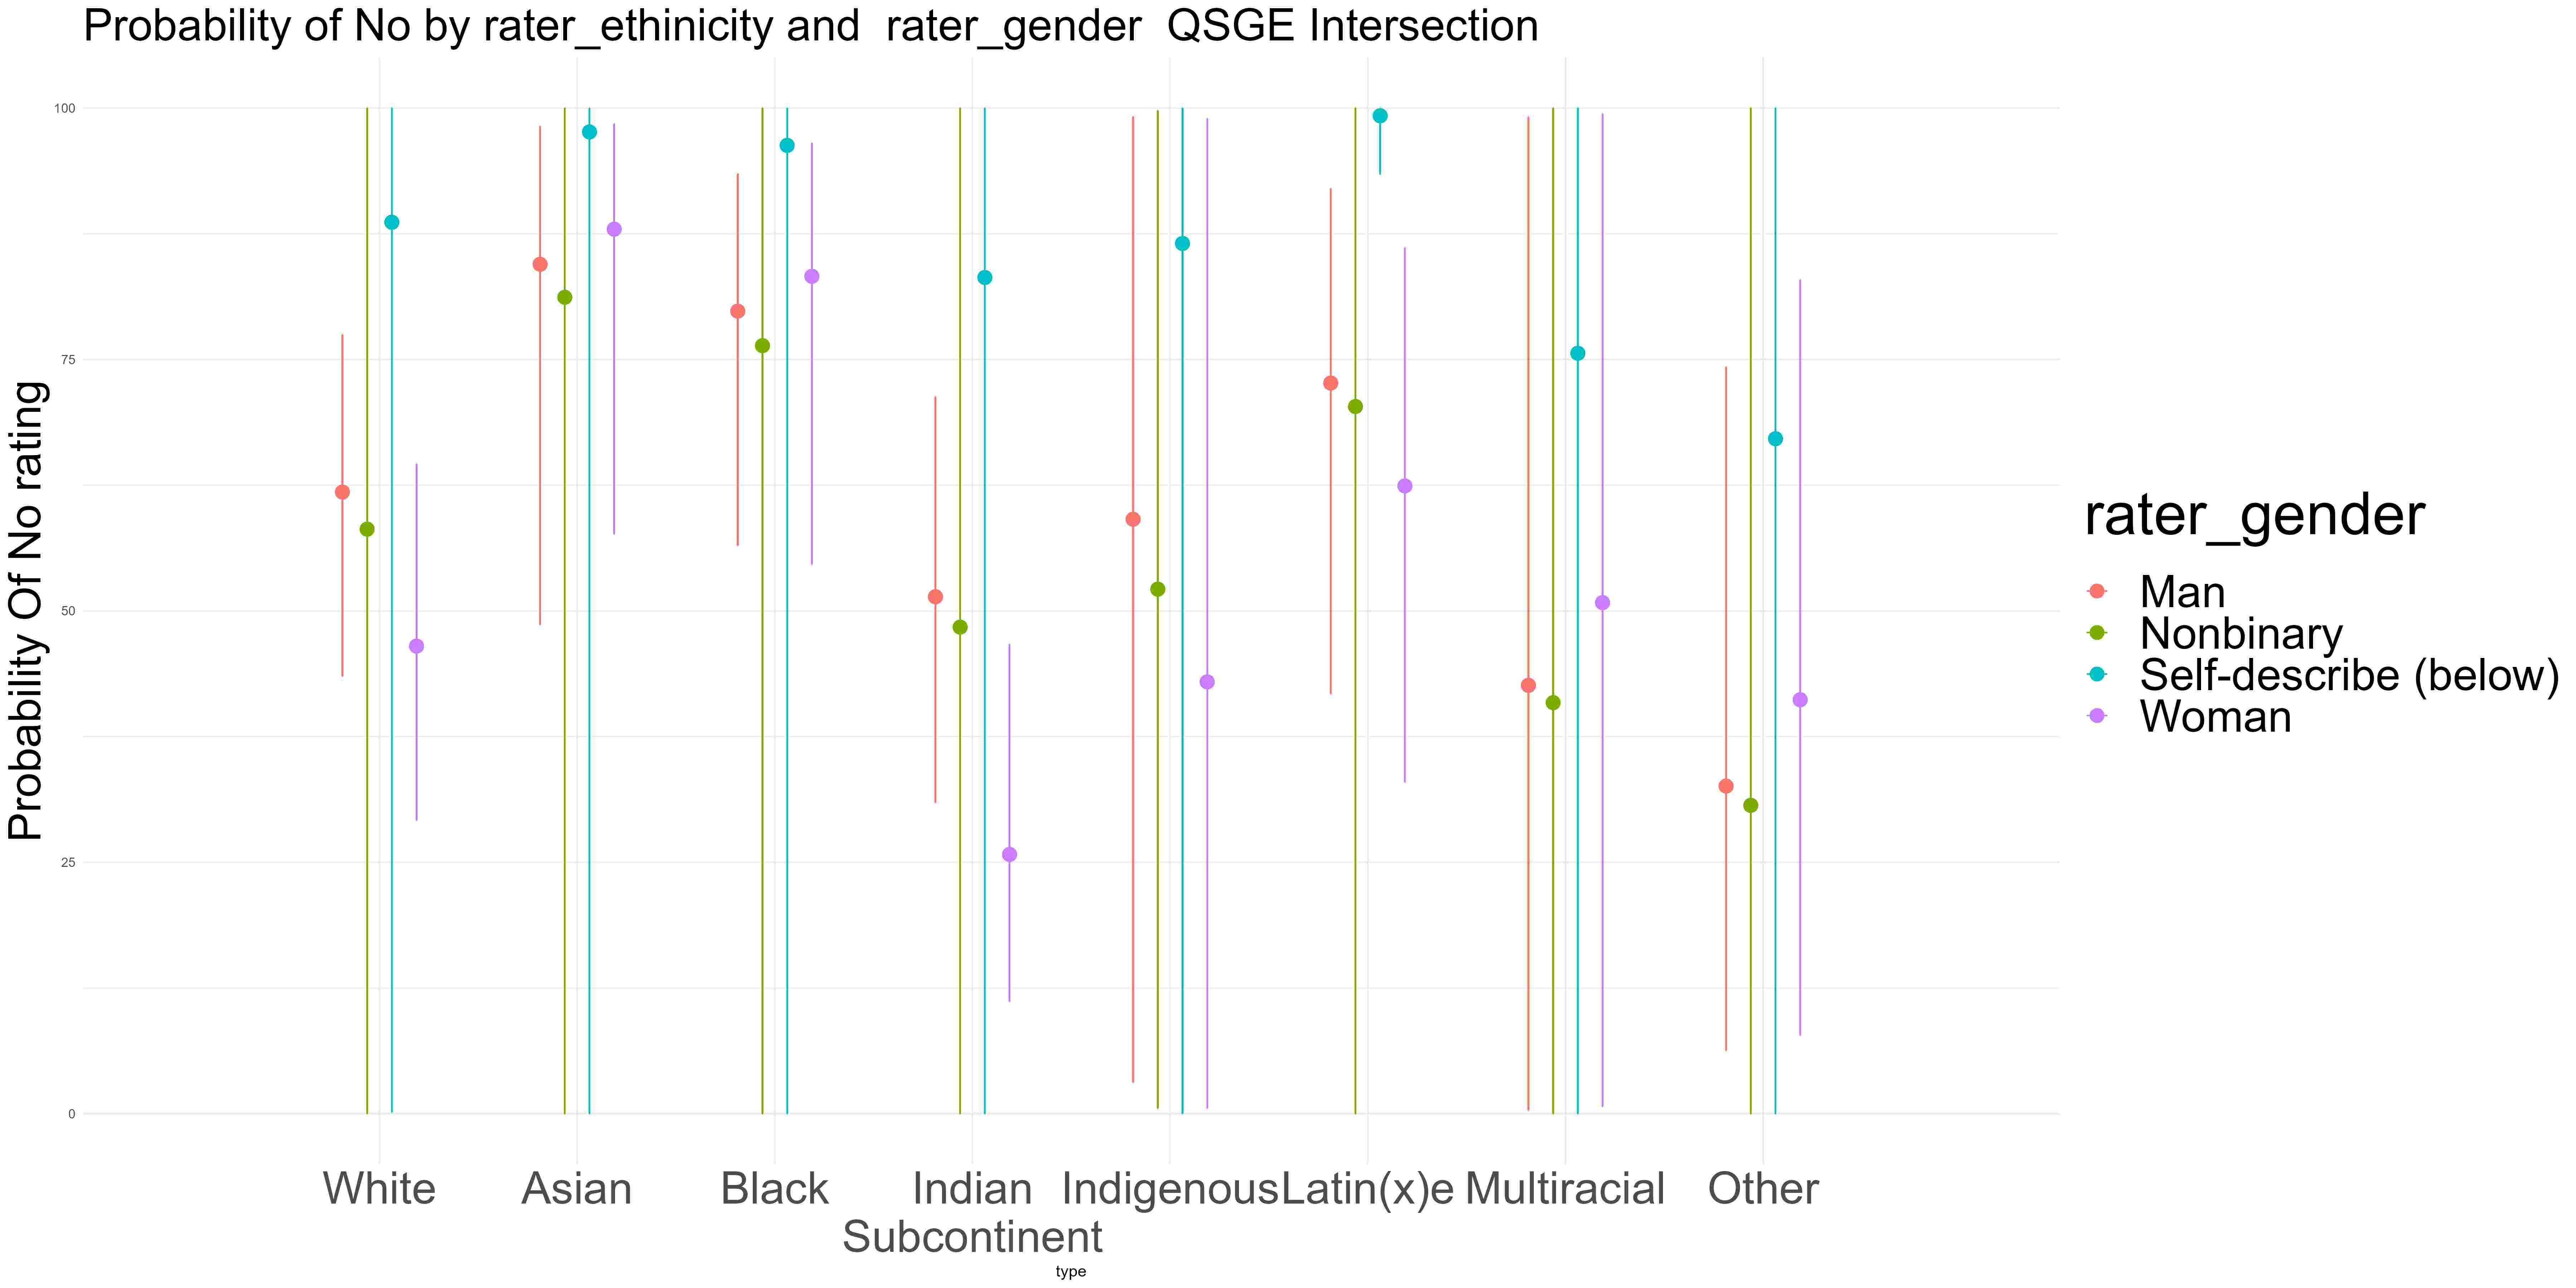 Probability of No by rater_ethinicity and  rater_gender  QSGE Intersection
Probability Of No rating
100
75
50
25
0
White
Asian
Black
Indian
Subcontinent
Indigenous
Latin(x)e
Multiracial
Other
type
rater_gender
Man
Nonbinary
Self-describe (below)
Woman